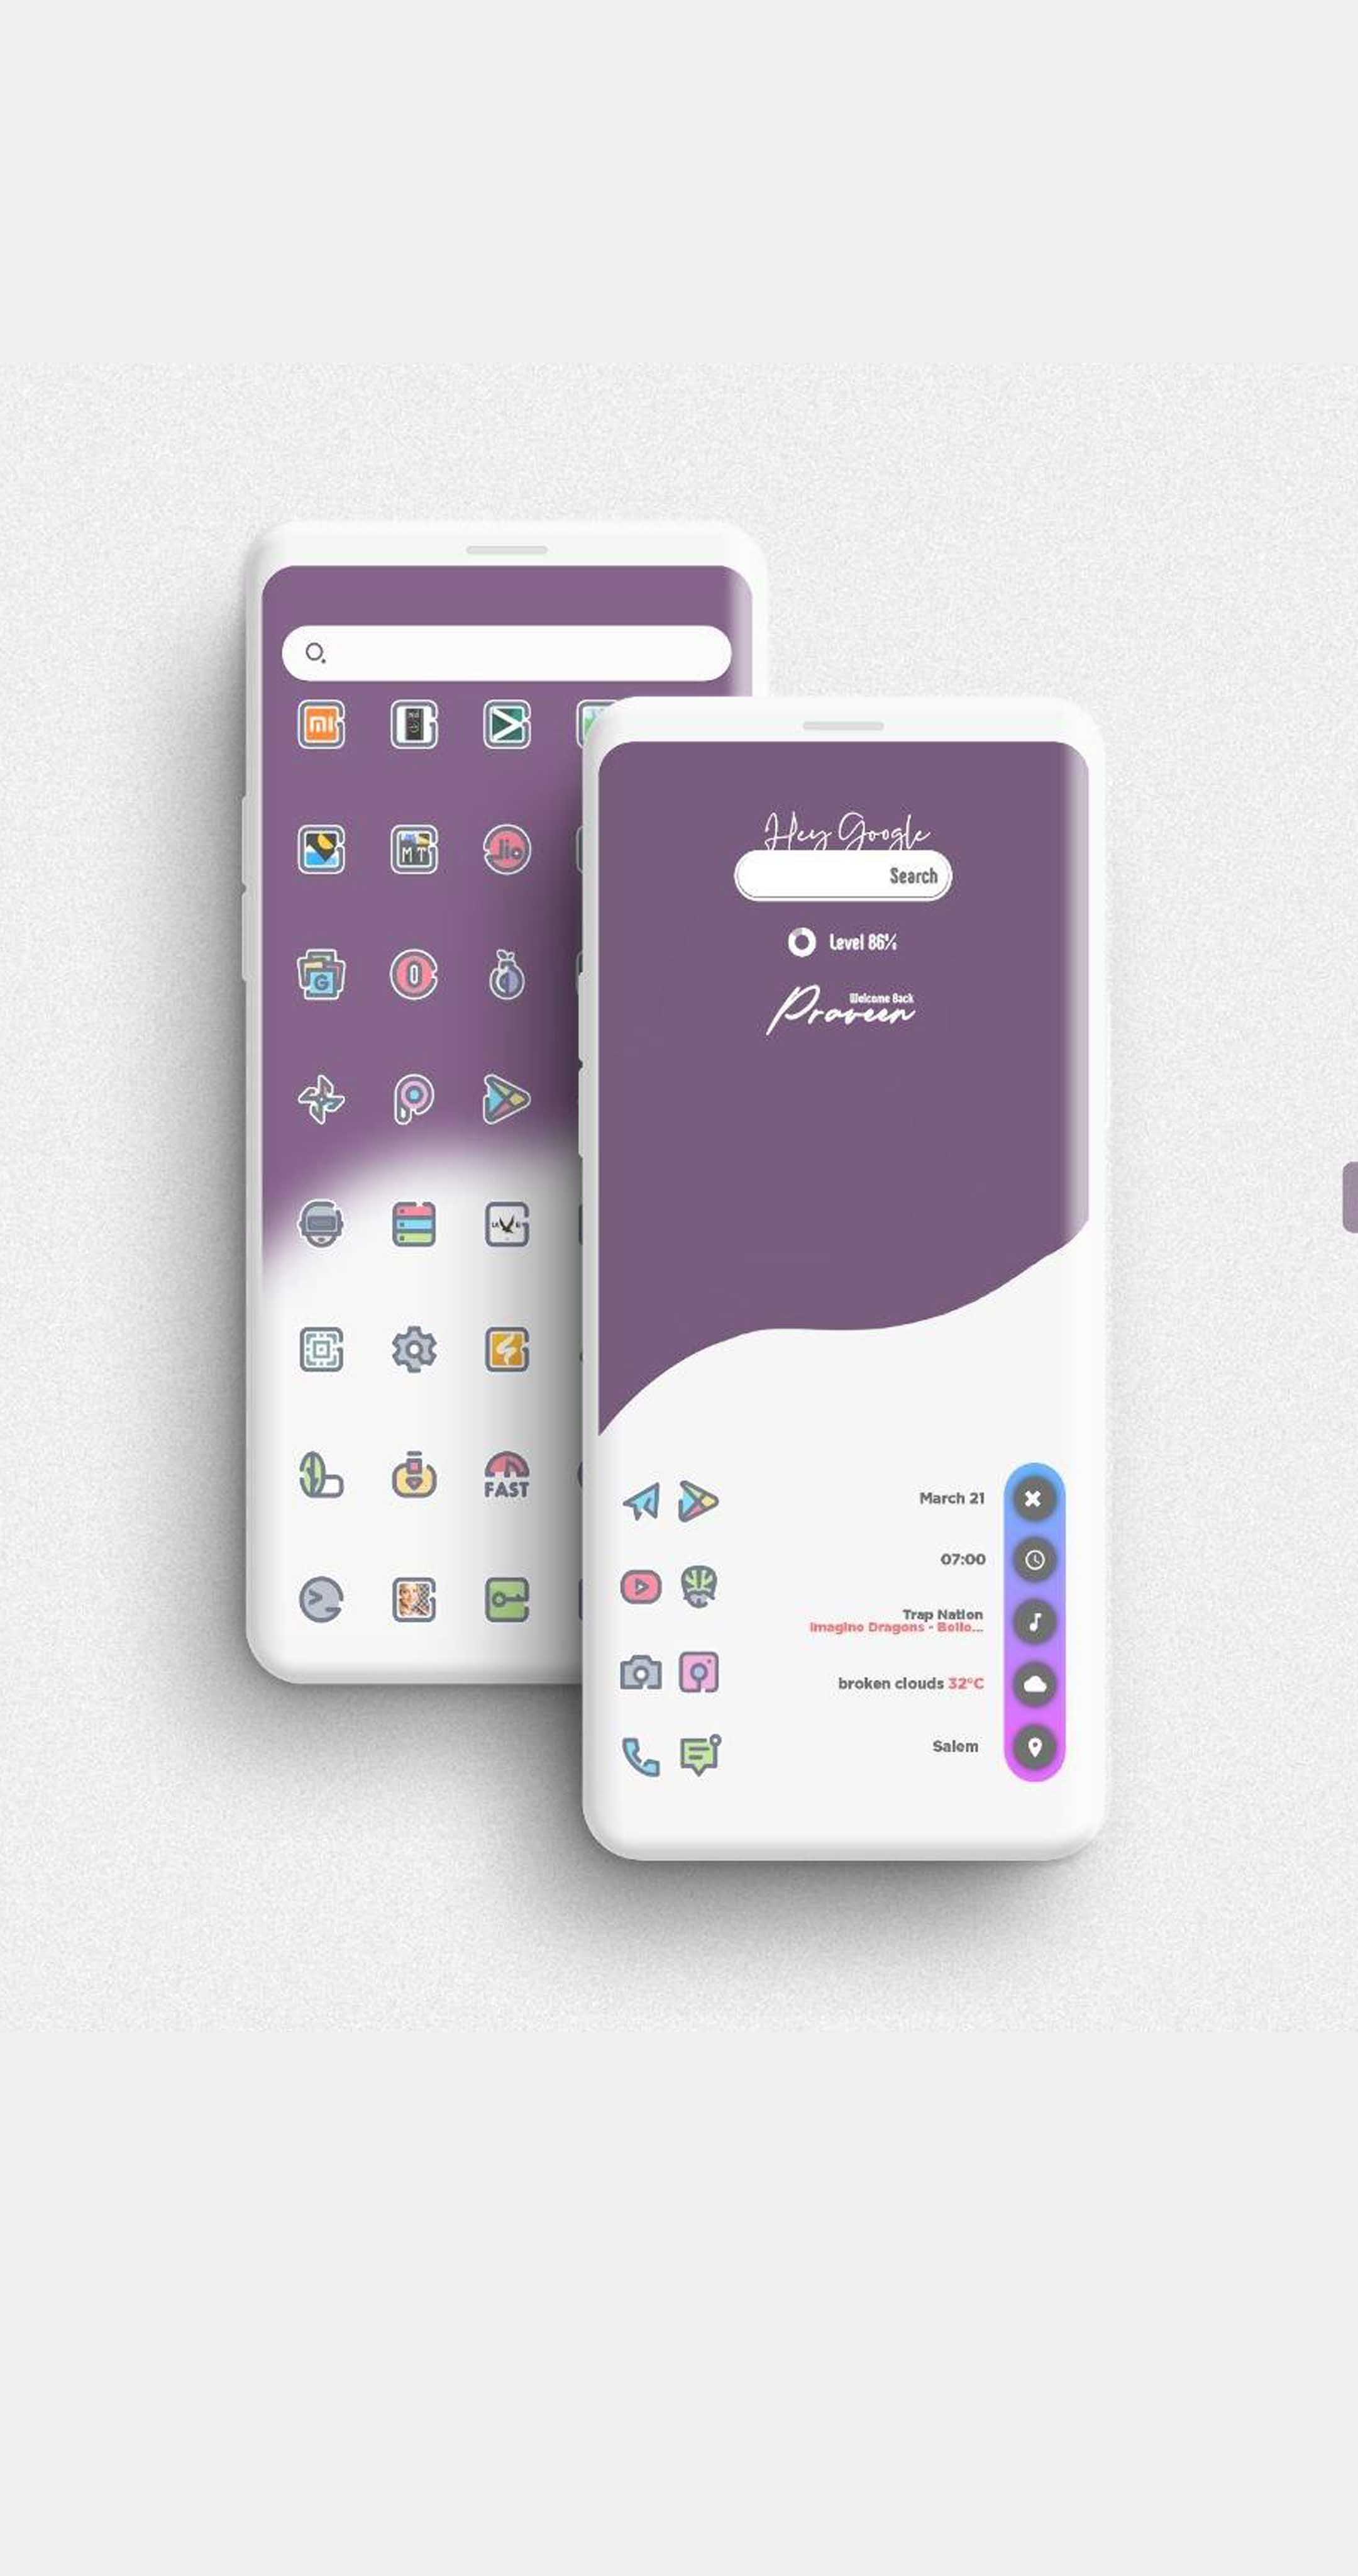 Hey Google
Search
Level 86%
Welcome Back
Praveen
March 21
07:00
Trap Nation
Imagine Dragons - Belie...
broken clouds 32°C
Salem
mi
MT
Jio
G
FAST